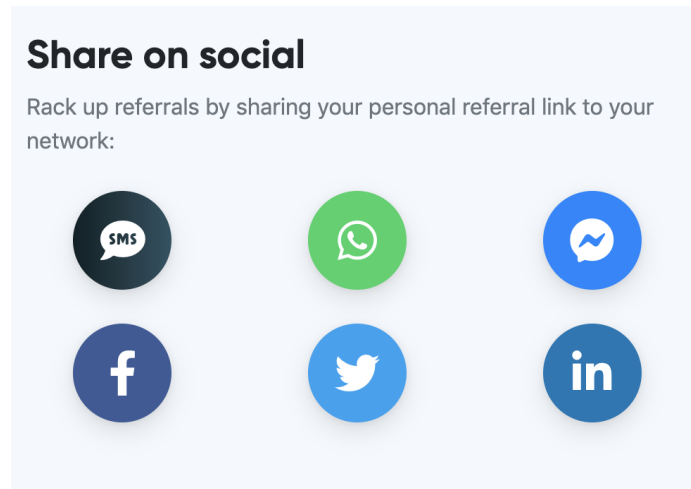 Share on social
Rack up referrals by sharing your personal referral link to your
network:
SMS
f
in